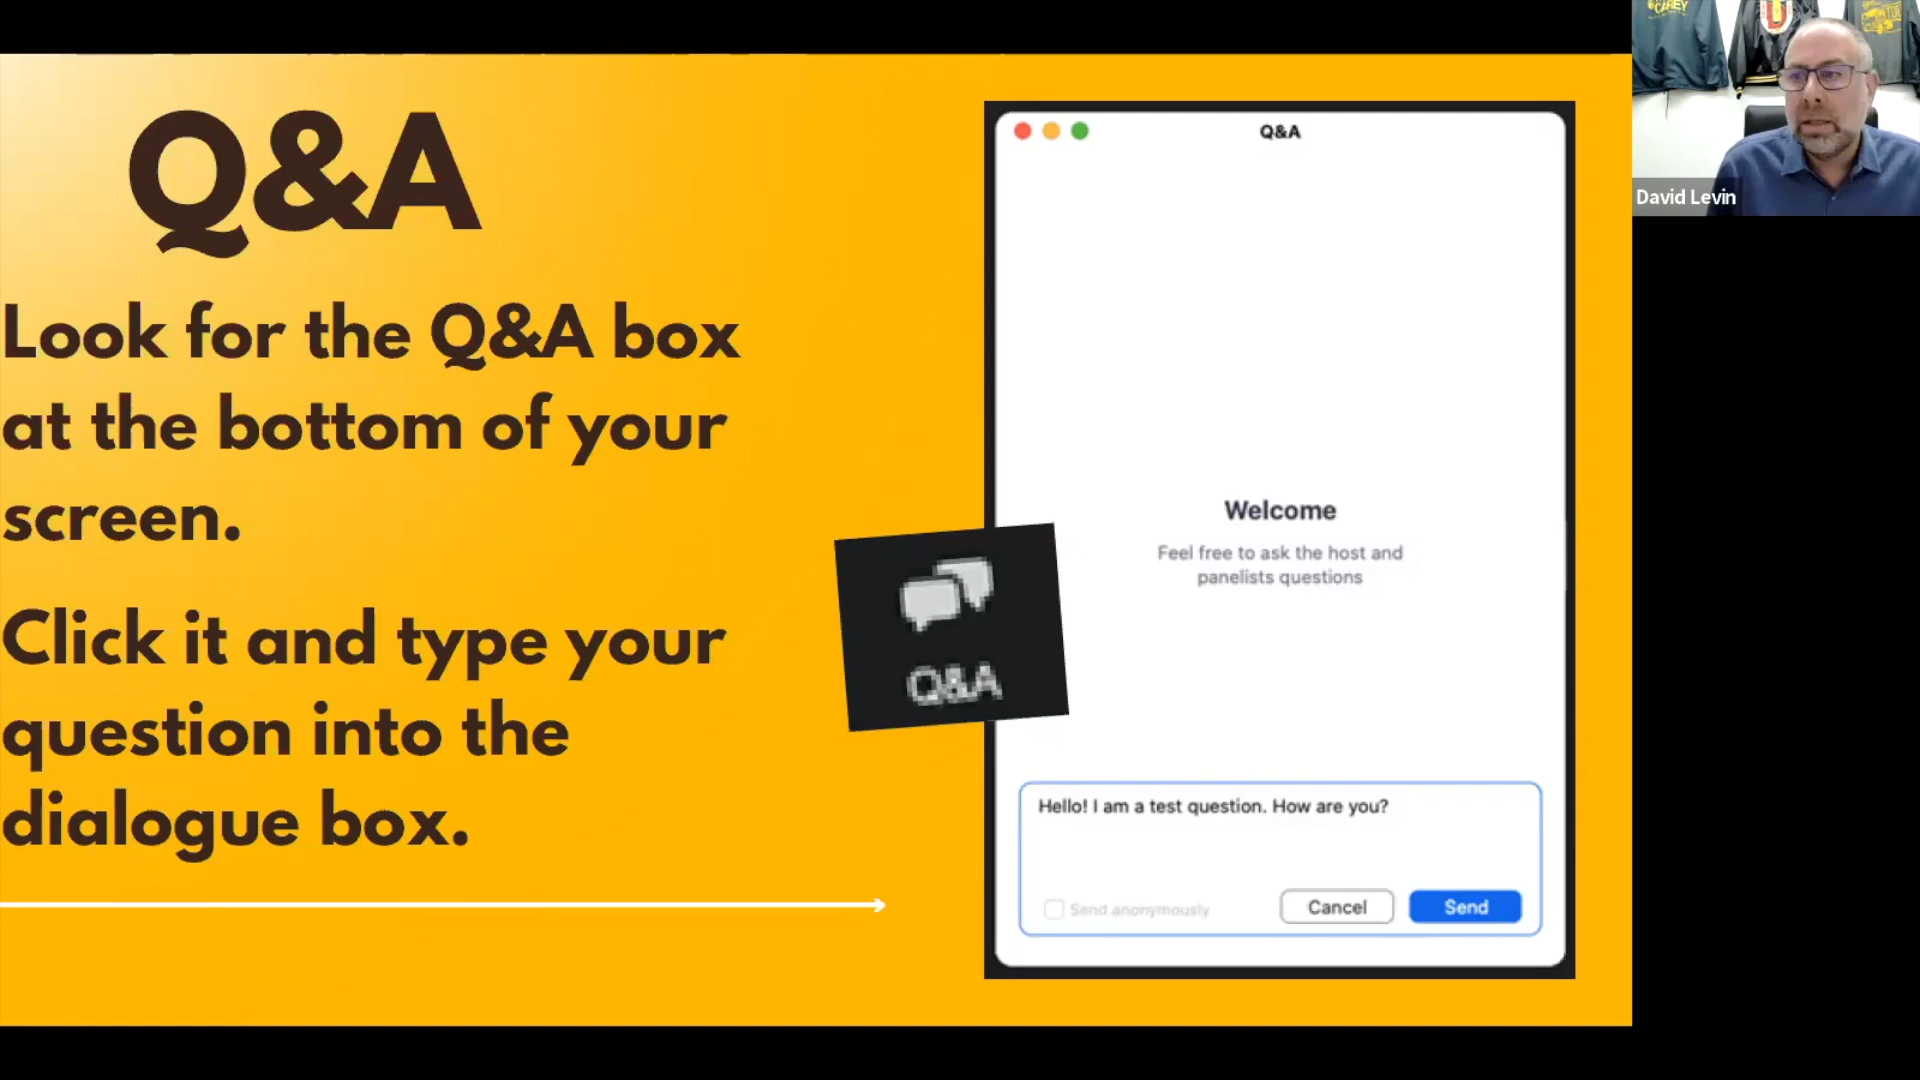 Q&A
Look for the Q&A box
at the bottom of your
screen.
Click it and type your
question into the
dialogue box.
Q&A
Q&A
Welcome
Feel free to ask the host and
panelists questions
Hello! I am a test question. How are you?
Send anonymously
Cancel
Send
CAREY
David Levin